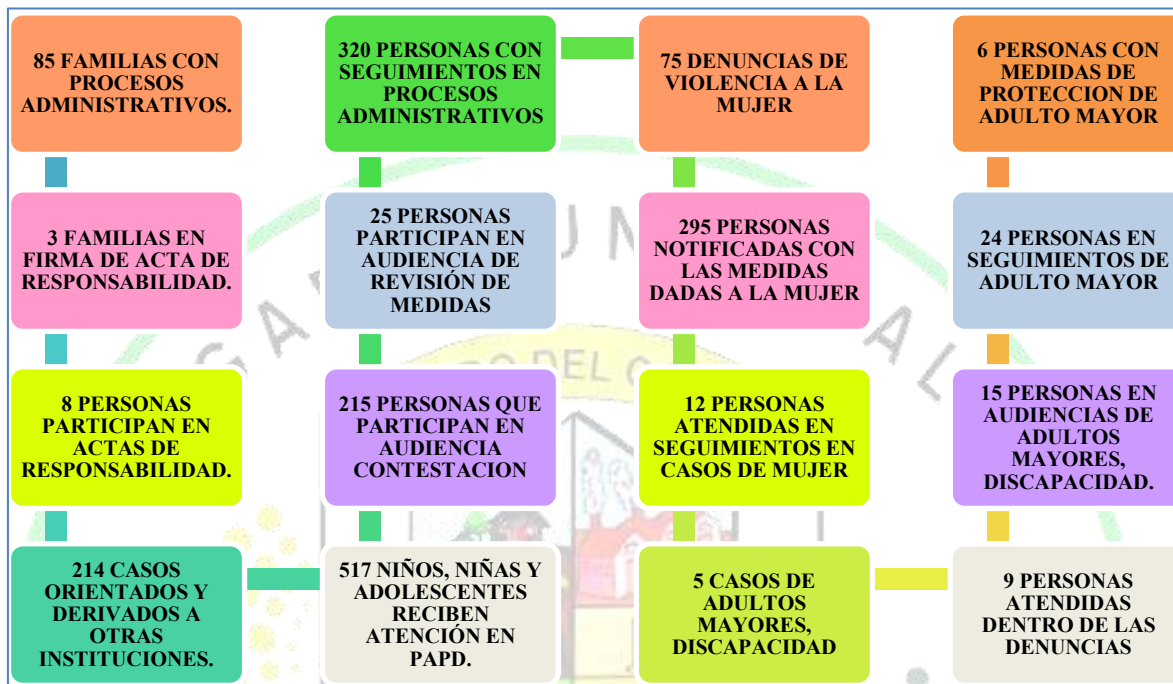 85 FAMILIAS CON
PROCESOS
ADMINISTRATIVOS.
3 FAMILIAS EN
FIRMA DE ACTA DE
RESPONSABILIDAD.
8 PERSONAS
PARTICIPAN EN
ACTAS DE
RESPONSABILIDAD.
214 CASOS
ORIENTADOS Y
DERIVADOS A
OTRAS
INSTITUCIONES.
517 NIÑOS, NIÑAS Y
ADOLESCENTES
RECIBEN
ATENCIÓN EN
PAPD.
215 PERSONAS QUE
PARTICIPAN EN
AUDIENCIA
CONTESTACION
25 PERSONAS
PARTICIPAN EN
AUDIENCIA DE
REVISIÓN DE
MEDIDAS
320 PERSONAS CON
SEGUIMIENTOS EN
PROCESOS
ADMINISTRATIVOS
75 DENUNCIAS DE
VIOLENCIA A LA
MUJER
295 PERSONAS
NOTIFICADAS CON
LAS MEDIDAS
DADAS A LA MUJER
12 PERSONAS
ATENDIDAS EN
SEGUIMIENTOS EN
CASOS DE MUJER
5 CASOS DE
ADULTOS
MAYORES,
DISCAPACIDAD
9 PERSONAS
ATENDIDAS
DENTRO DE LAS
DENUNCIAS
15 PERSONAS EN
AUDIENCIAS DE
ADULTOS
MAYORES,
DISCAPACIDAD.
24 PERSONAS EN
SEGUIMIENTOS DE
ADULTO MAYOR
6 PERSONAS CON
MEDIDAS DE
PROTECCION DE
ADULTO MAYOR